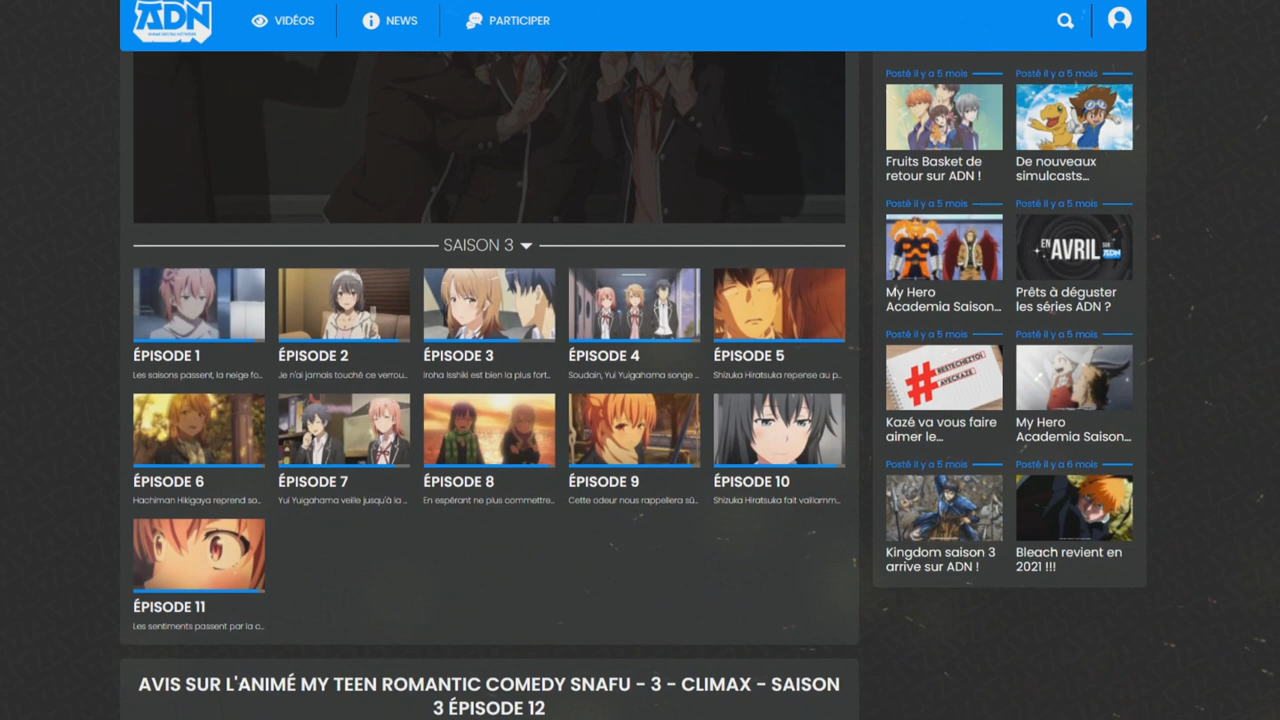 ADN
ANIME DIGITAL NETWORK
VIDÉOS
NEWS
PARTICIPER
SAISON 3
ÉPISODE 1
Les saisons passent, la neige fo...
ÉPISODE 2
Je n'ai jamais touché ce verrou...
ÉPISODE 3
Iroha Isshiki est bien la plus fort...
ÉPISODE 4
Soudain, Yui Yuigahama songe ...
ÉPISODE 5
Shizuka Hiratsuka repense au p...
ÉPISODE 6
Hachiman Hikigaya reprend so...
ÉPISODE 7
Yui Yuigahama veille jusqu'à la ...
ÉPISODE 8
En espérant ne plus commettre...
ÉPISODE 9
Cette odeur nous rappellera sû...
ÉPISODE 10
Shizuka Hiratsuka fait vaillamm...
ÉPISODE 11
Les sentiments passent par la c...
AVIS SUR L'ANIMÉ MY TEEN ROMANTIC COMEDY SNAFU - 3 - CLIMAX - SAISON
3 ÉPISODE 12
Posté il y a 5 mois
Fruits Basket de
retour sur ADN !
Posté il y a 5 mois
De nouveaux
simulcasts...
Posté il y a 5 mois
My Hero
Academia Saison...
Posté il y a 5 mois
EN
AVRIL
SUR
ADN
Prêts à déguster
les séries ADN ?
Posté il y a 5 mois
#RESTECHEZTOI
AVECKAZE
Kazé va vous faire
aimer le...
Posté il y a 5 mois
My Hero
Academia Saison...
Posté il y a 5 mois
Kingdom saison 3
arrive sur ADN !
Posté il y a 6 mois
Bleach revient en
2021 !!!